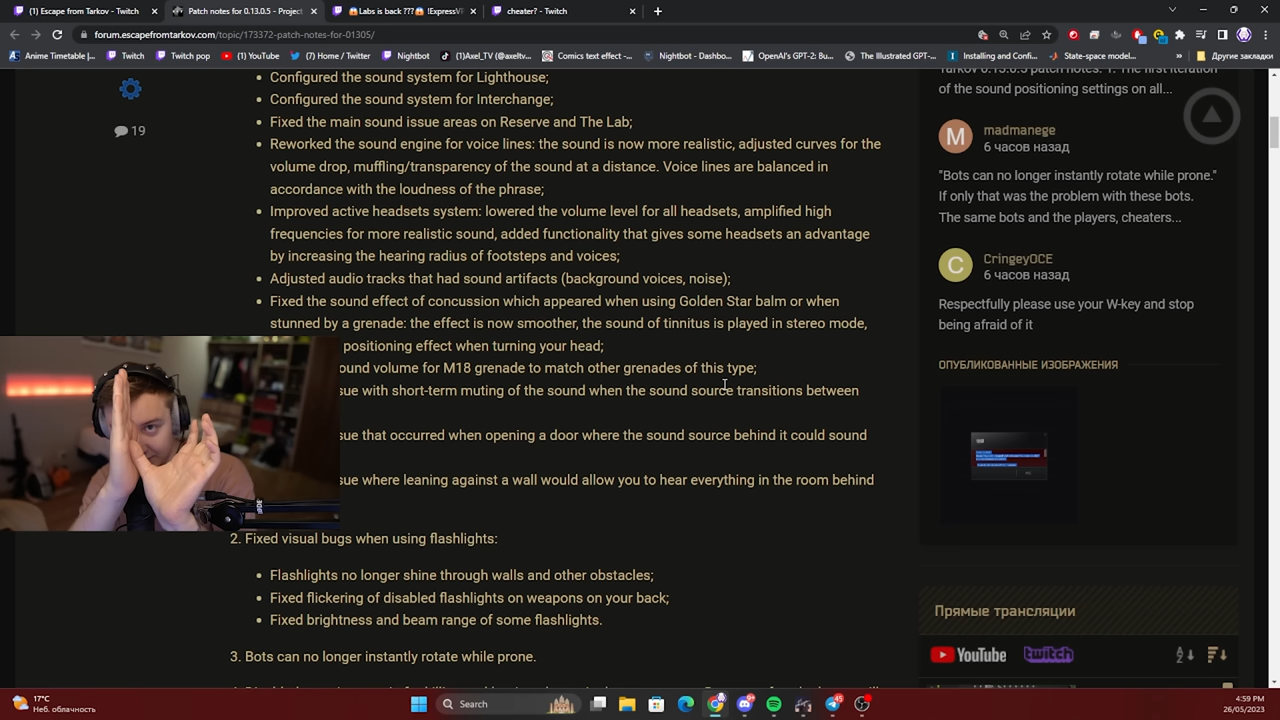 (1) Escape from Tarkov - Twitch
Patch notes for 0.13.0.5 - Project
Labs is back ??? !ExpressV
cheater? - Twitch
forum.escapefromtarkov.com/topic/173372-patch-notes-for-01305/
Anime Timetable |...
Twitch
Twitch pop
(1) YouTube
(7) Home / Twitter
Nightbot
(1)Axel_TV (@axeltv...
Comics text effect -...
Nightbot - Dashboard
OpenAI's GPT-2: Bu...
The Illustrated GPT-...
Installing and Confi...
State-space model...
»
Другие закладки
19
• Configured the sound system for Lighthouse;
• Configured the sound system for Interchange;
• Fixed the main sound issue areas on Reserve and The Lab;
• Reworked the sound engine for voice lines: the sound is now more realistic, adjusted curves for the
volume drop, muffling/transparency of the sound at a distance. Voice lines are balanced in
accordance with the loudness of the phrase;
• Improved active headsets system: lowered the volume level for all headsets, amplified high
frequencies for more realistic sound, added functionality that gives some headsets an advantage
by increasing the hearing radius of footsteps and voices;
• Adjusted audio tracks that had sound artifacts (background voices, noise);
• Fixed the sound effect of concussion which appeared when using Golden Star balm or when
stunned by a grenade: the effect is now smoother, the sound of tinnitus is played in stereo mode,
positioning effect when turning your head;
ound volume for M18 grenade to match other grenades of this type;
sue with short-term muting of the sound when the sound source transitions between
sue that occurred when opening a door where the sound source behind it could sound
sue where leaning against a wall would allow you to hear everything in the room behind
2. Fixed visual bugs when using flashlights:
• Flashlights no longer shine through walls and other obstacles;
• Fixed flickering of disabled flashlights on weapons on your back;
• Fixed brightness and beam range of some flashlights.
3. Bots can no longer instantly rotate while prone.
Tarkov 0.13.0.5 patch notes: 1. The first iteration
of the sound positioning settings on all...
M
madmanege
6 часов назад
"Bots can no longer instantly rotate while prone."
If only that was the problem with these bots.
The same bots and the players, cheaters...
C
CringeyOCE
6 часов назад
Respectfully please use your W-key and stop
being afraid of it
ОПУБЛИКОВАННЫЕ ИЗОБРАЖЕНИЯ
Прямые трансляции
YouTube
twitch
17°C
Неб. облачность
Search
45
4:59 PM
26/05/2023